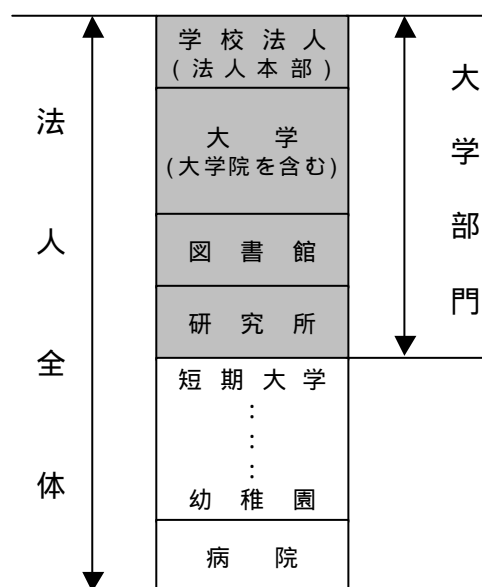 法人全体
学校法人
(法人本部)
大学
(大学院を含む)
図書館
研究所
短期大学
:
:
:
幼稚園
病院
大学部門